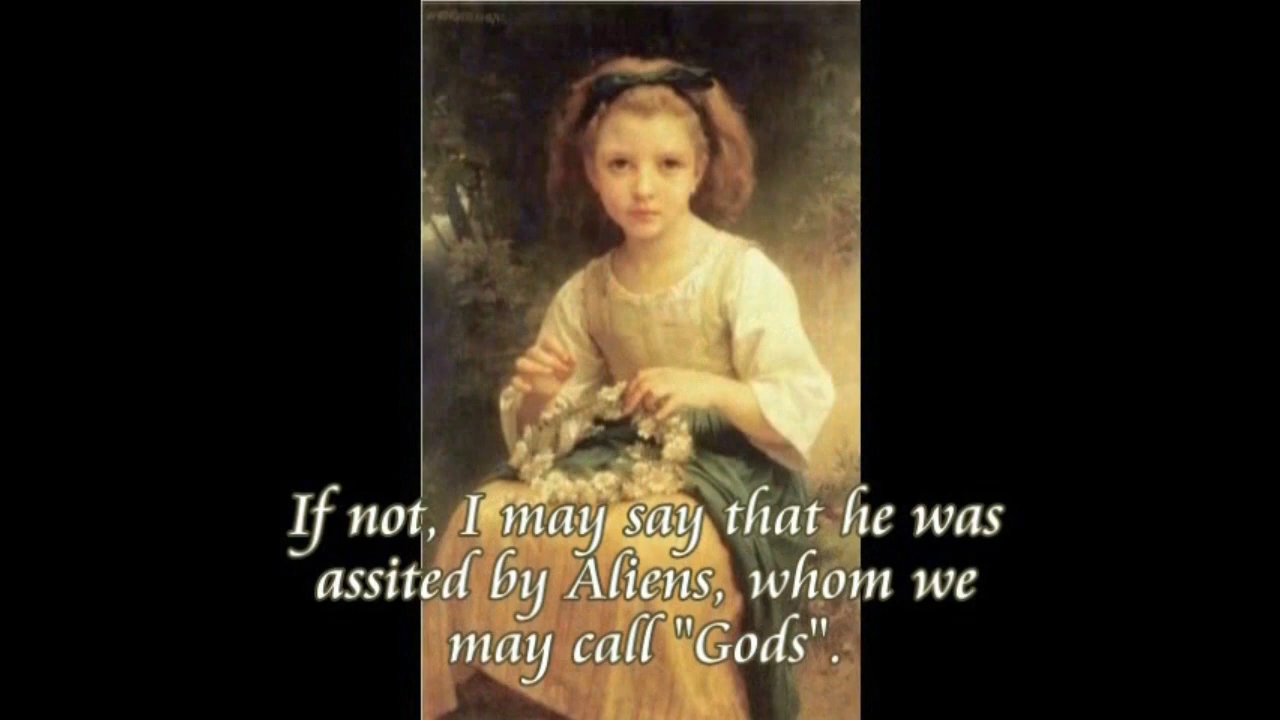 If not, I may say that he was
assited by Aliens, whom we
may call "Gods".